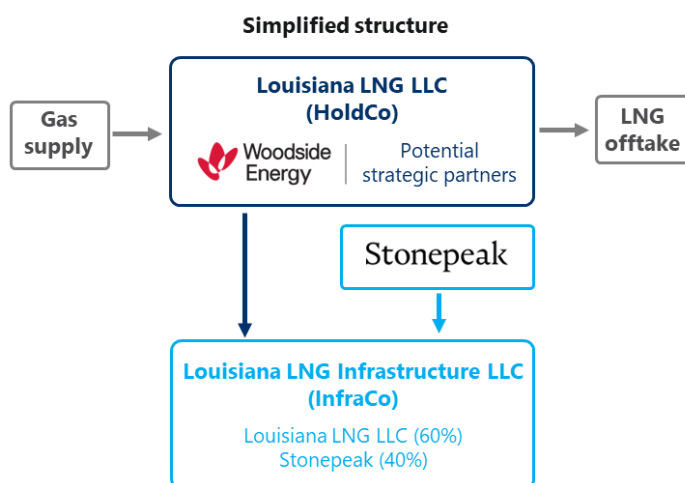 Simplified structure
Gas
supply
Louisiana LNG LLC
(HoldCo)
Woodside
Energy
Potential
strategic partners
LNG
offtake
Stonepeak
Louisiana LNG Infrastructure LLC
(InfraCo)
Louisiana LNG LLC (60%)
Stonepeak (40%)